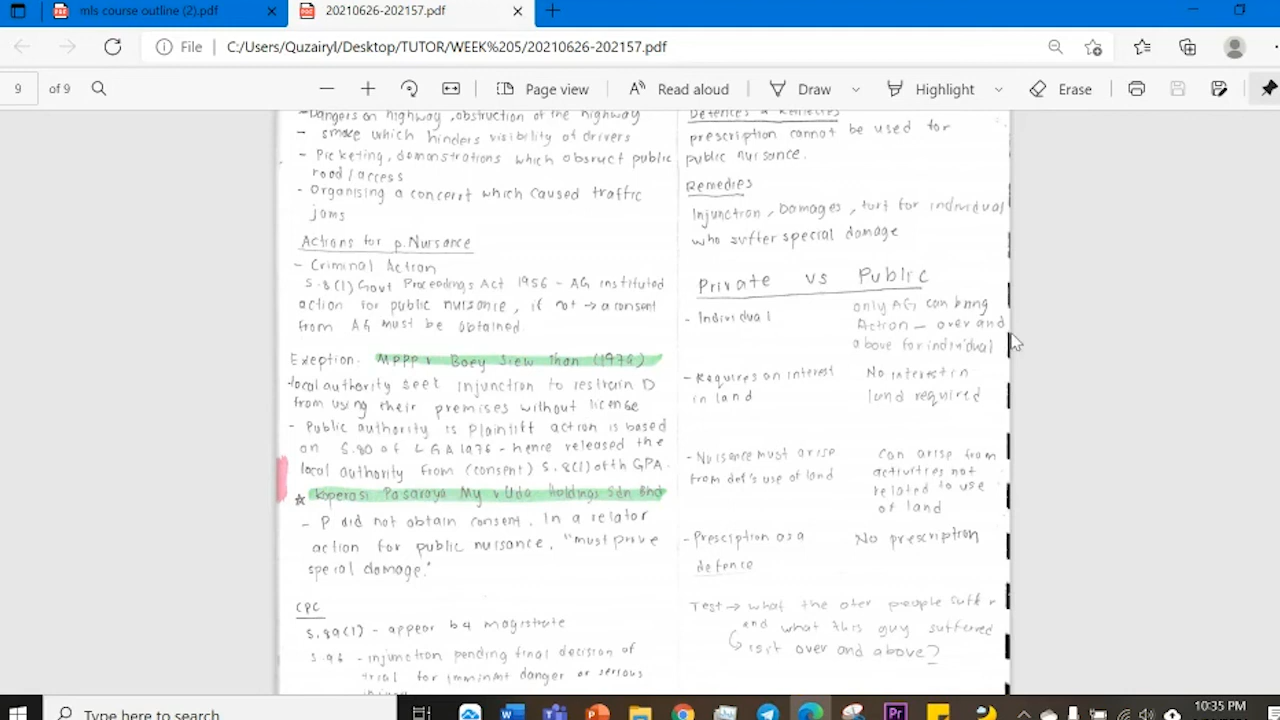 mls course outline (2).pdf
20210626-202157.pdf
File
C:/Users/Quzairyl/Desktop/TUTOR/WEEK%205/20210626-202157.pdf
9 of 9
Page view
Read aloud
Draw
Highlight
Erase
-Dangers on highway, obstruction of the highway
- smoke which hinders visibility of drivers
- Picketing, demonstrations which obstruct public
road/access
- Organising a concert which caused traffic
jams
Actions for p.Nuisance
- Criminal Action
S.8(1) Govt Proceedings Act 1956 - AG instituted
action for public nuisance, if not → a consent
from AG must be obtained.
Exeption. MPPP v Boey Siew Than (1979)
-local authority seek injunction to restrain D
from using their premises without license
- Public authority is plaintiff action is based
on S.80 of LGA 1976 - hence released the
local authority from (consent) S.8(1) of th GPA.
☆ Koperasi Pasaraya My v Uda Holdings Sdn Bhd
- P did not obtain consent. In a relator
action for public nuisance, "must prove
special damage."
CPC
S.89(1) - appear b4 magistrate
S.96 - injunction pending final decision of
trial for imminent danger or serious
Defences & Remedies
prescription cannot be used for
public nuisance.
Remedies
Injunction, Damages, tort for individual
who suffer special damage
Private vs Public
- Individual
only AG can bring
Action - over and
above for individual
- Requires an interest
in land
No interest in
land required
- Nuisance must arise
from def's use of land
can arise from
activities not
related to use
of land
- Presciption as a
defence
No prescription
Test → what the oter people suffer
and what this guy suffered
is it over and above?
Type here to search
10:35 PM